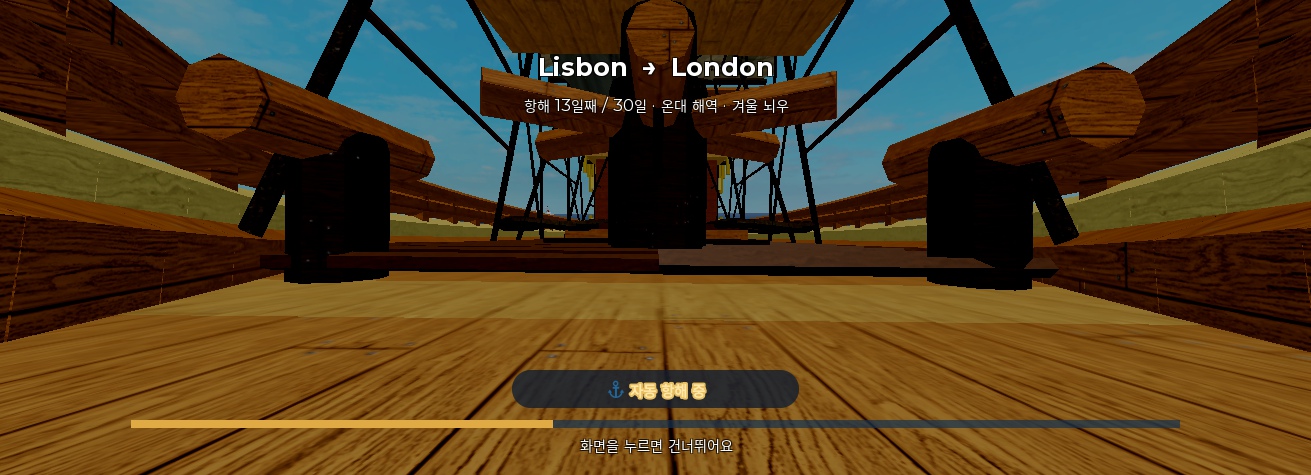 Lisbon → London
항해 13일째 / 30일 · 온대 해역 · 겨울 뇌우
⚓ 자동 항해 중
화면을 누르면 건너뛰어요